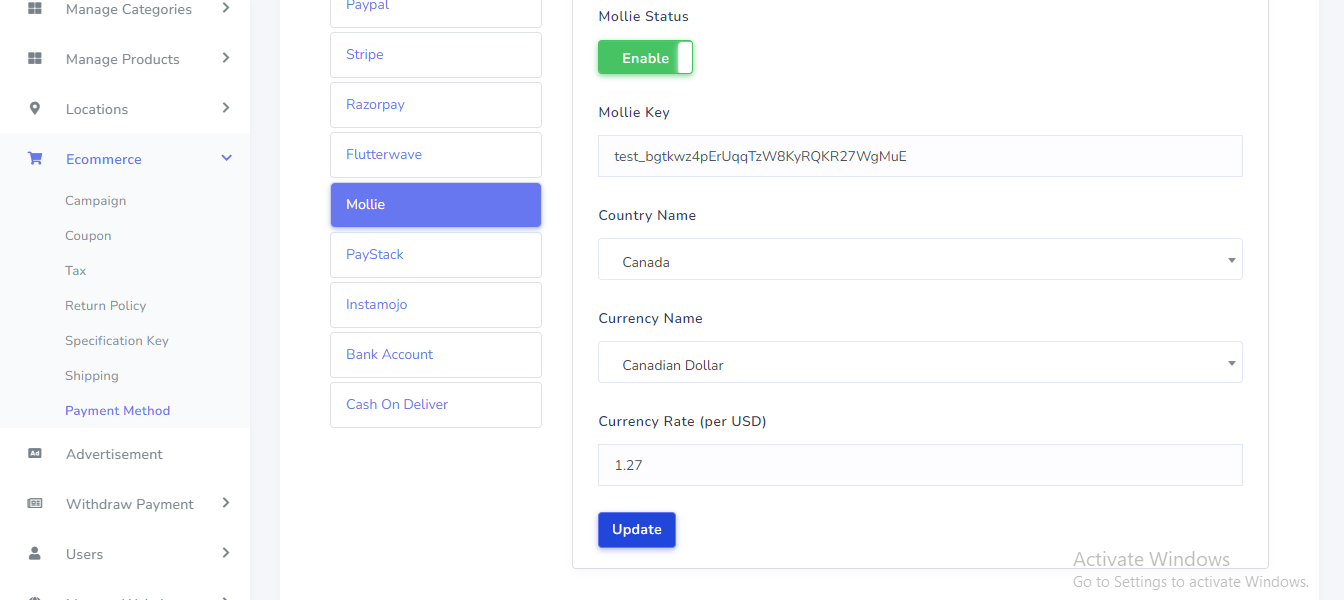 Manage Categories
Manage Products
Locations
Ecommerce
Campaign
Coupon
Tax
Return Policy
Specification Key
Shipping
Payment Method
Ad
Advertisement
Withdraw Payment
Users
Paypal
Stripe
Razorpay
Flutterwave
Mollie
PayStack
Instamojo
Bank Account
Cash On Deliver
Mollie Status
Enable
Mollie Key
test_bgtkwz4pErUqqTzW8KyRQKR27WgMuE
Country Name
Canada
Currency Name
Canadian Dollar
Currency Rate (per USD)
1.27
Update
Activate Windows
Go to Settings to activate Windows.